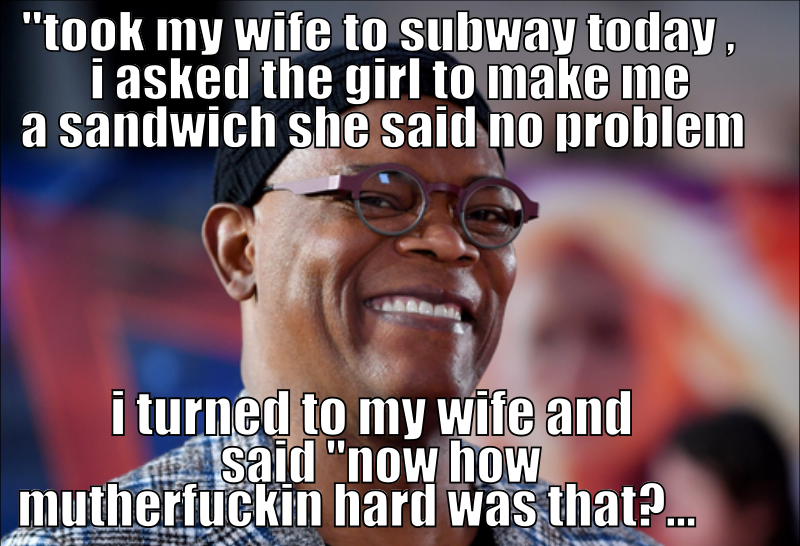 "took my wife to subway today ,
i asked the girl to make me
a sandwich she said no problem
i turned to my wife and
said "now how
mutherfuckin hard was that?...